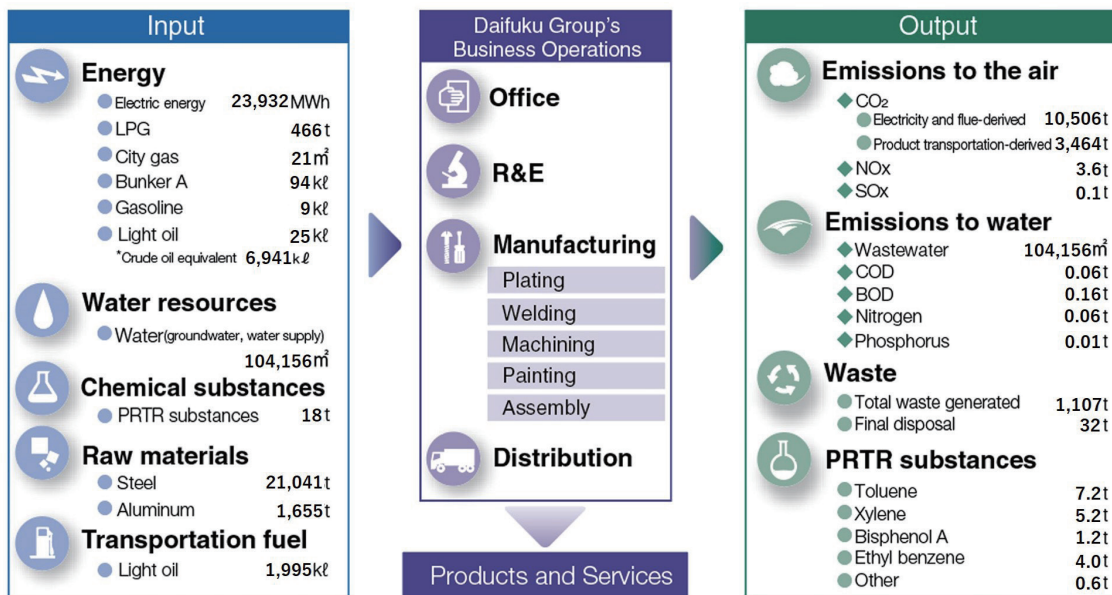 Input
Energy
Electric energy 23,932MWh
LPG 466t
City gas 21㎡
Bunker A 94kℓ
Gasoline 9kℓ
Light oil 25kℓ
*Crude oil equivalent 6,941kℓ
Water resources
Water(groundwater, water supply)
104,156㎡
Chemical substances
PRTR substances 18t
Raw materials
Steel 21,041t
Aluminum 1,655t
Transportation fuel
Light oil 1,995kℓ
Daifuku Group's
Business Operations
Office
R&E
Manufacturing
Plating
Welding
Machining
Painting
Assembly
Distribution
Products and Services
Output
Emissions to the air
CO₂
Electricity and flue-derived 10,506t
Product transportation-derived 3,464t
NOx 3.6t
SOx 0.1t
Emissions to water
Wastewater 104,156㎡
COD 0.06t
BOD 0.16t
Nitrogen 0.06t
Phosphorus 0.01t
Waste
Total waste generated 1,107t
Final disposal 32t
PRTR substances
Toluene 7.2t
Xylene 5.2t
Bisphenol A 1.2t
Ethyl benzene 4.0t
Other 0.6t